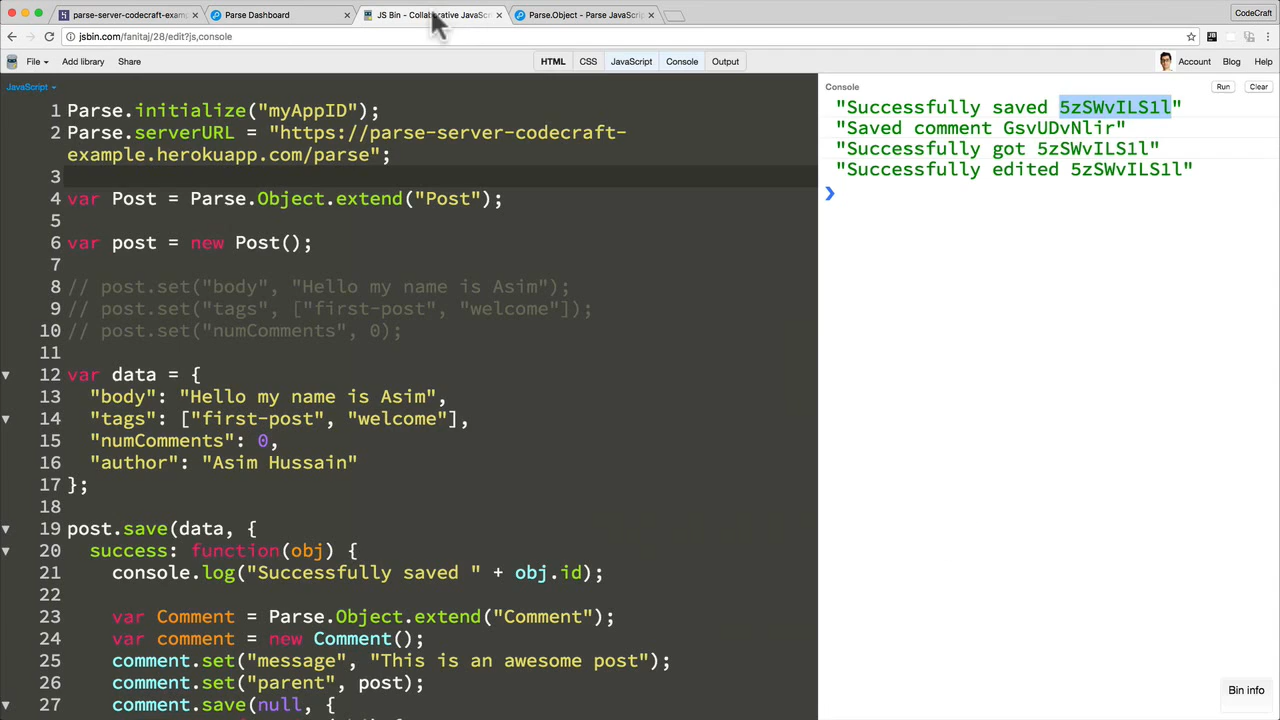 parse-server-codecraft-exam
Parse Dashboard
JS Bin - Collaborative JavaSc
Parse.Object - Parse JavaScri
CodeCraft
jsbin.com/fanitaj/28/edit?js,console
File
Add library
Share
HTML
CSS
JavaScript
Console
Output
Account
Blog
Help
JavaScript
1 Parse.initialize("myAppID");
2 Parse.serverURL = "https://parse-server-codecraft-
example.herokuapp.com/parse";
3
4 var Post = Parse.Object.extend("Post");
5
6 var post = new Post();
7
8 // post.set("body", "Hello my name is Asim");
9 // post.set("tags", ["first-post", "welcome"]);
10 // post.set("numComments", 0);
11
12 var data = {
13 "body": "Hello my name is Asim",
14 "tags": ["first-post", "welcome"],
15 "numComments": 0,
16 "author": "Asim Hussain"
17 };
18
19 post.save(data, {
20 success: function(obj) {
21 console.log("Successfully saved " + obj.id);
22
23 var Comment = Parse.Object.extend("Comment");
24 var comment = new Comment();
25 comment.set("message", "This is an awesome post");
26 comment.set("parent", post);
27 comment.save(null, {
Console
Run
Clear
"Successfully saved 5zSWvILS1l"
"Saved comment GsvUDvNlir"
"Successfully got 5zSWvILS1l"
"Successfully edited 5zSWvILS1l"
Bin info